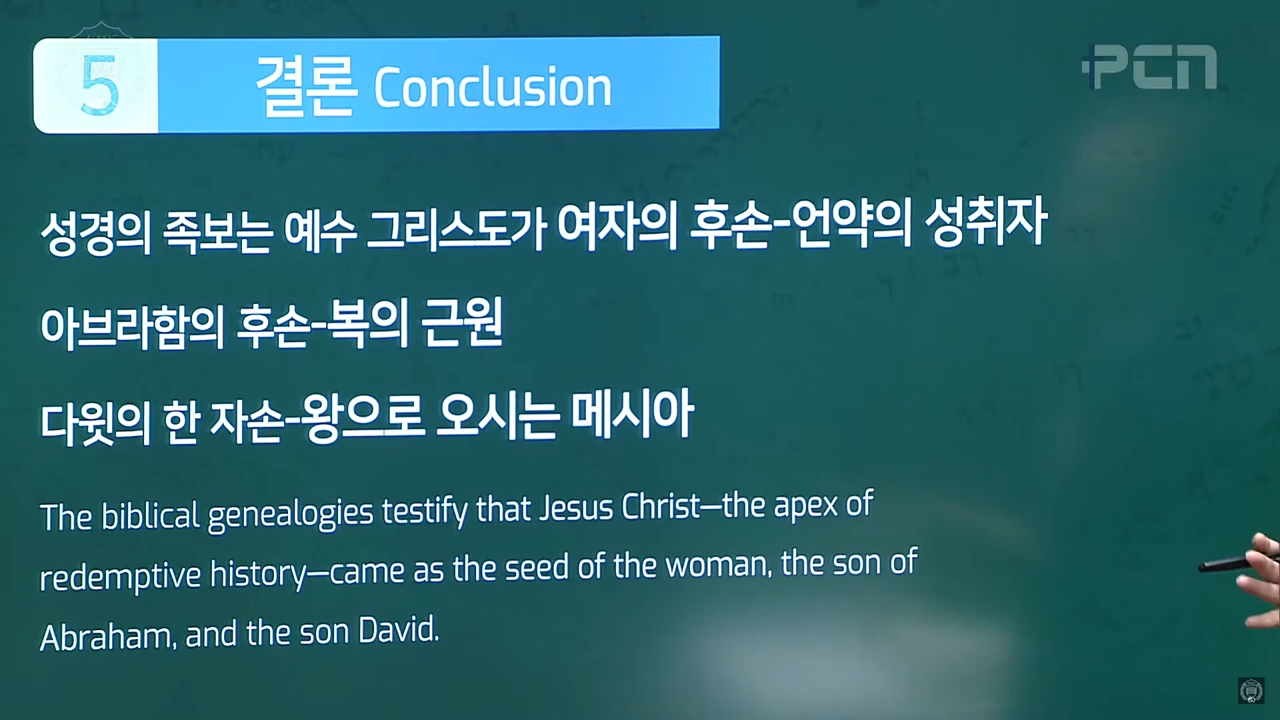 5
결론 Conclusion
PCN
성경의 족보는 예수 그리스도가 여자의 후손-언약의 성취자
아브라함의 후손-복의 근원
다윗의 한 자손-왕으로 오시는 메시아
The biblical genealogies testify that Jesus Christ—the apex of
redemptive history—came as the seed of the woman, the son of
Abraham, and the son David.